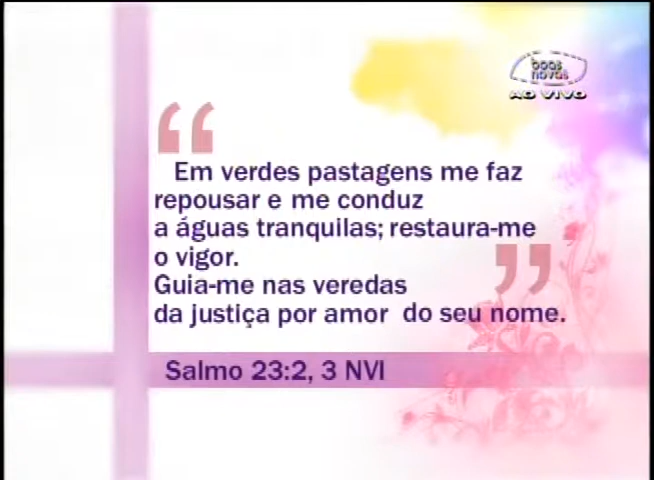 boas
novas
AO VIVO
“
Em verdes pastagens me faz
repousar e me conduz
a águas tranquilas; restaura-me
o vigor.
Guia-me nas veredas
da justiça por amor do seu nome.
”
Salmo 23:2, 3 NVI